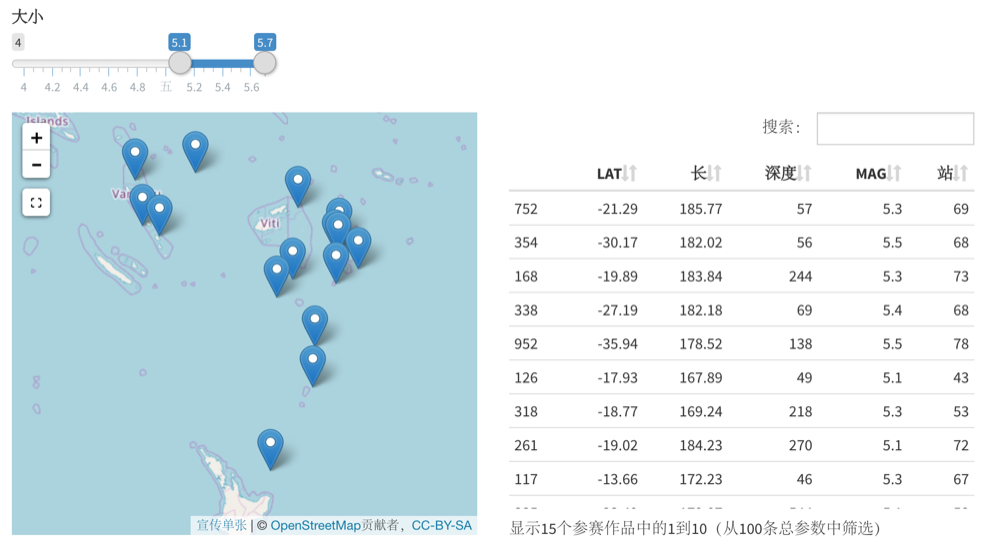 大小
4 5.1 5.7
4 4.2 4.4 4.6 4.8 五 5.2 5.4 5.6
Islands
Viti
+
−
宣传单张 | © OpenStreetMap贡献者，CC-BY-SA
搜索：
LAT 长 深度 MAG 站
752 -21.29 185.77 57 5.3 69
354 -30.17 182.02 56 5.5 68
168 -19.89 183.84 244 5.3 73
338 -27.19 182.18 69 5.4 68
952 -35.94 178.52 138 5.5 78
126 -17.93 167.89 49 5.1 43
318 -18.77 169.24 218 5.3 53
261 -19.02 184.23 270 5.1 72
117 -13.66 172.23 46 5.3 67
显示15个参赛作品中的1到10（从100条总参数中筛选）